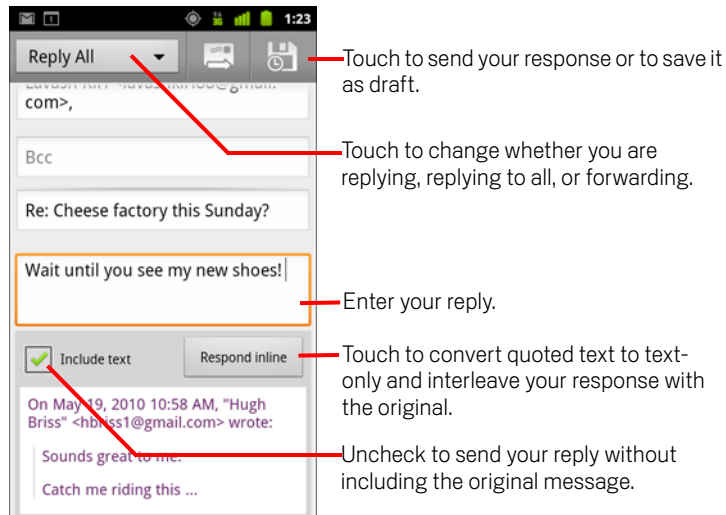 1:23
Reply All
com>,
Bcc
Re: Cheese factory this Sunday?
Wait until you see my new shoes!
Include text
Respond inline
On May 19, 2010 10:58 AM, "Hugh
Briss" <hbriss1@gmail.com> wrote:
Sounds great to me.
Catch me riding this ...
Touch to send your response or to save it
as draft.
Touch to change whether you are
replying, replying to all, or forwarding.
Enter your reply.
Touch to convert quoted text to text-
only and interleave your response with
the original.
Uncheck to send your reply without
including the original message.